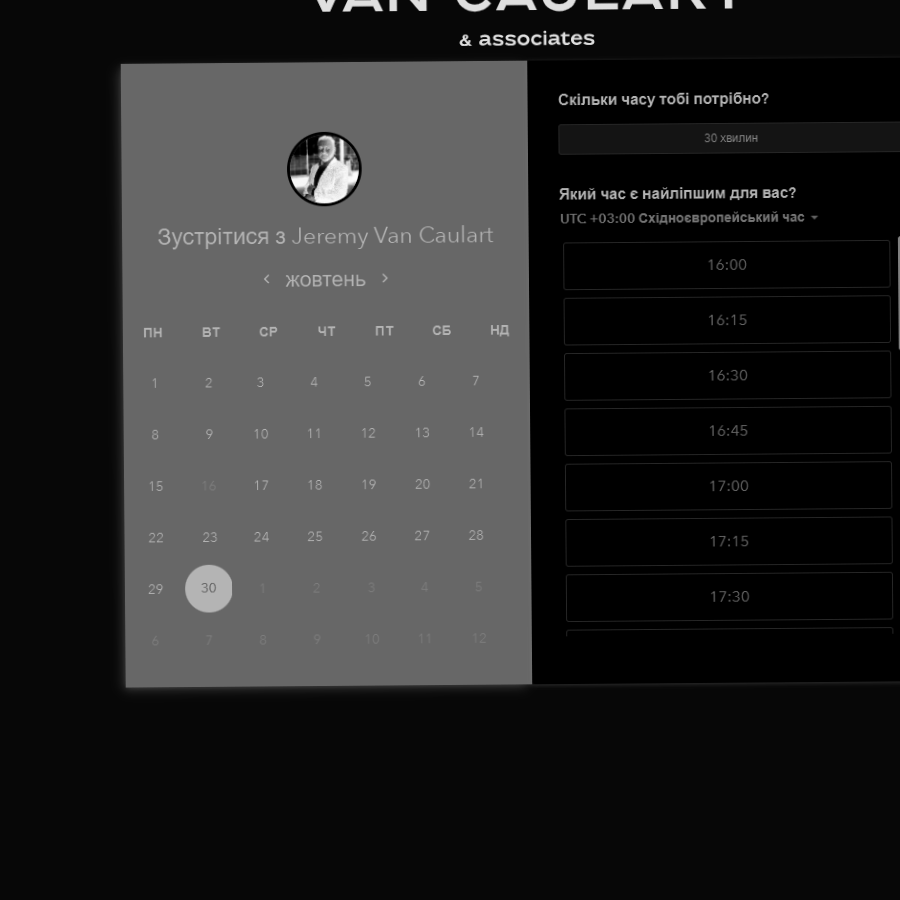 VAN CAULART
& associates
Зустрітися з Jeremy Van Caulart
жовтень
ПН ВТ СР ЧТ ПТ СБ НД
1 2 3 4 5 6 7
8 9 10 11 12 13 14
15 16 17 18 19 20 21
22 23 24 25 26 27 28
29 30 1 2 3 4 5
6 7 8 9 10 11 12
Скільки часу тобі потрібно?
30 хвилин
Який час є найліпшим для вас?
UTC +03:00 Східноєвропейський час
16:00
16:15
16:30
16:45
17:00
17:15
17:30